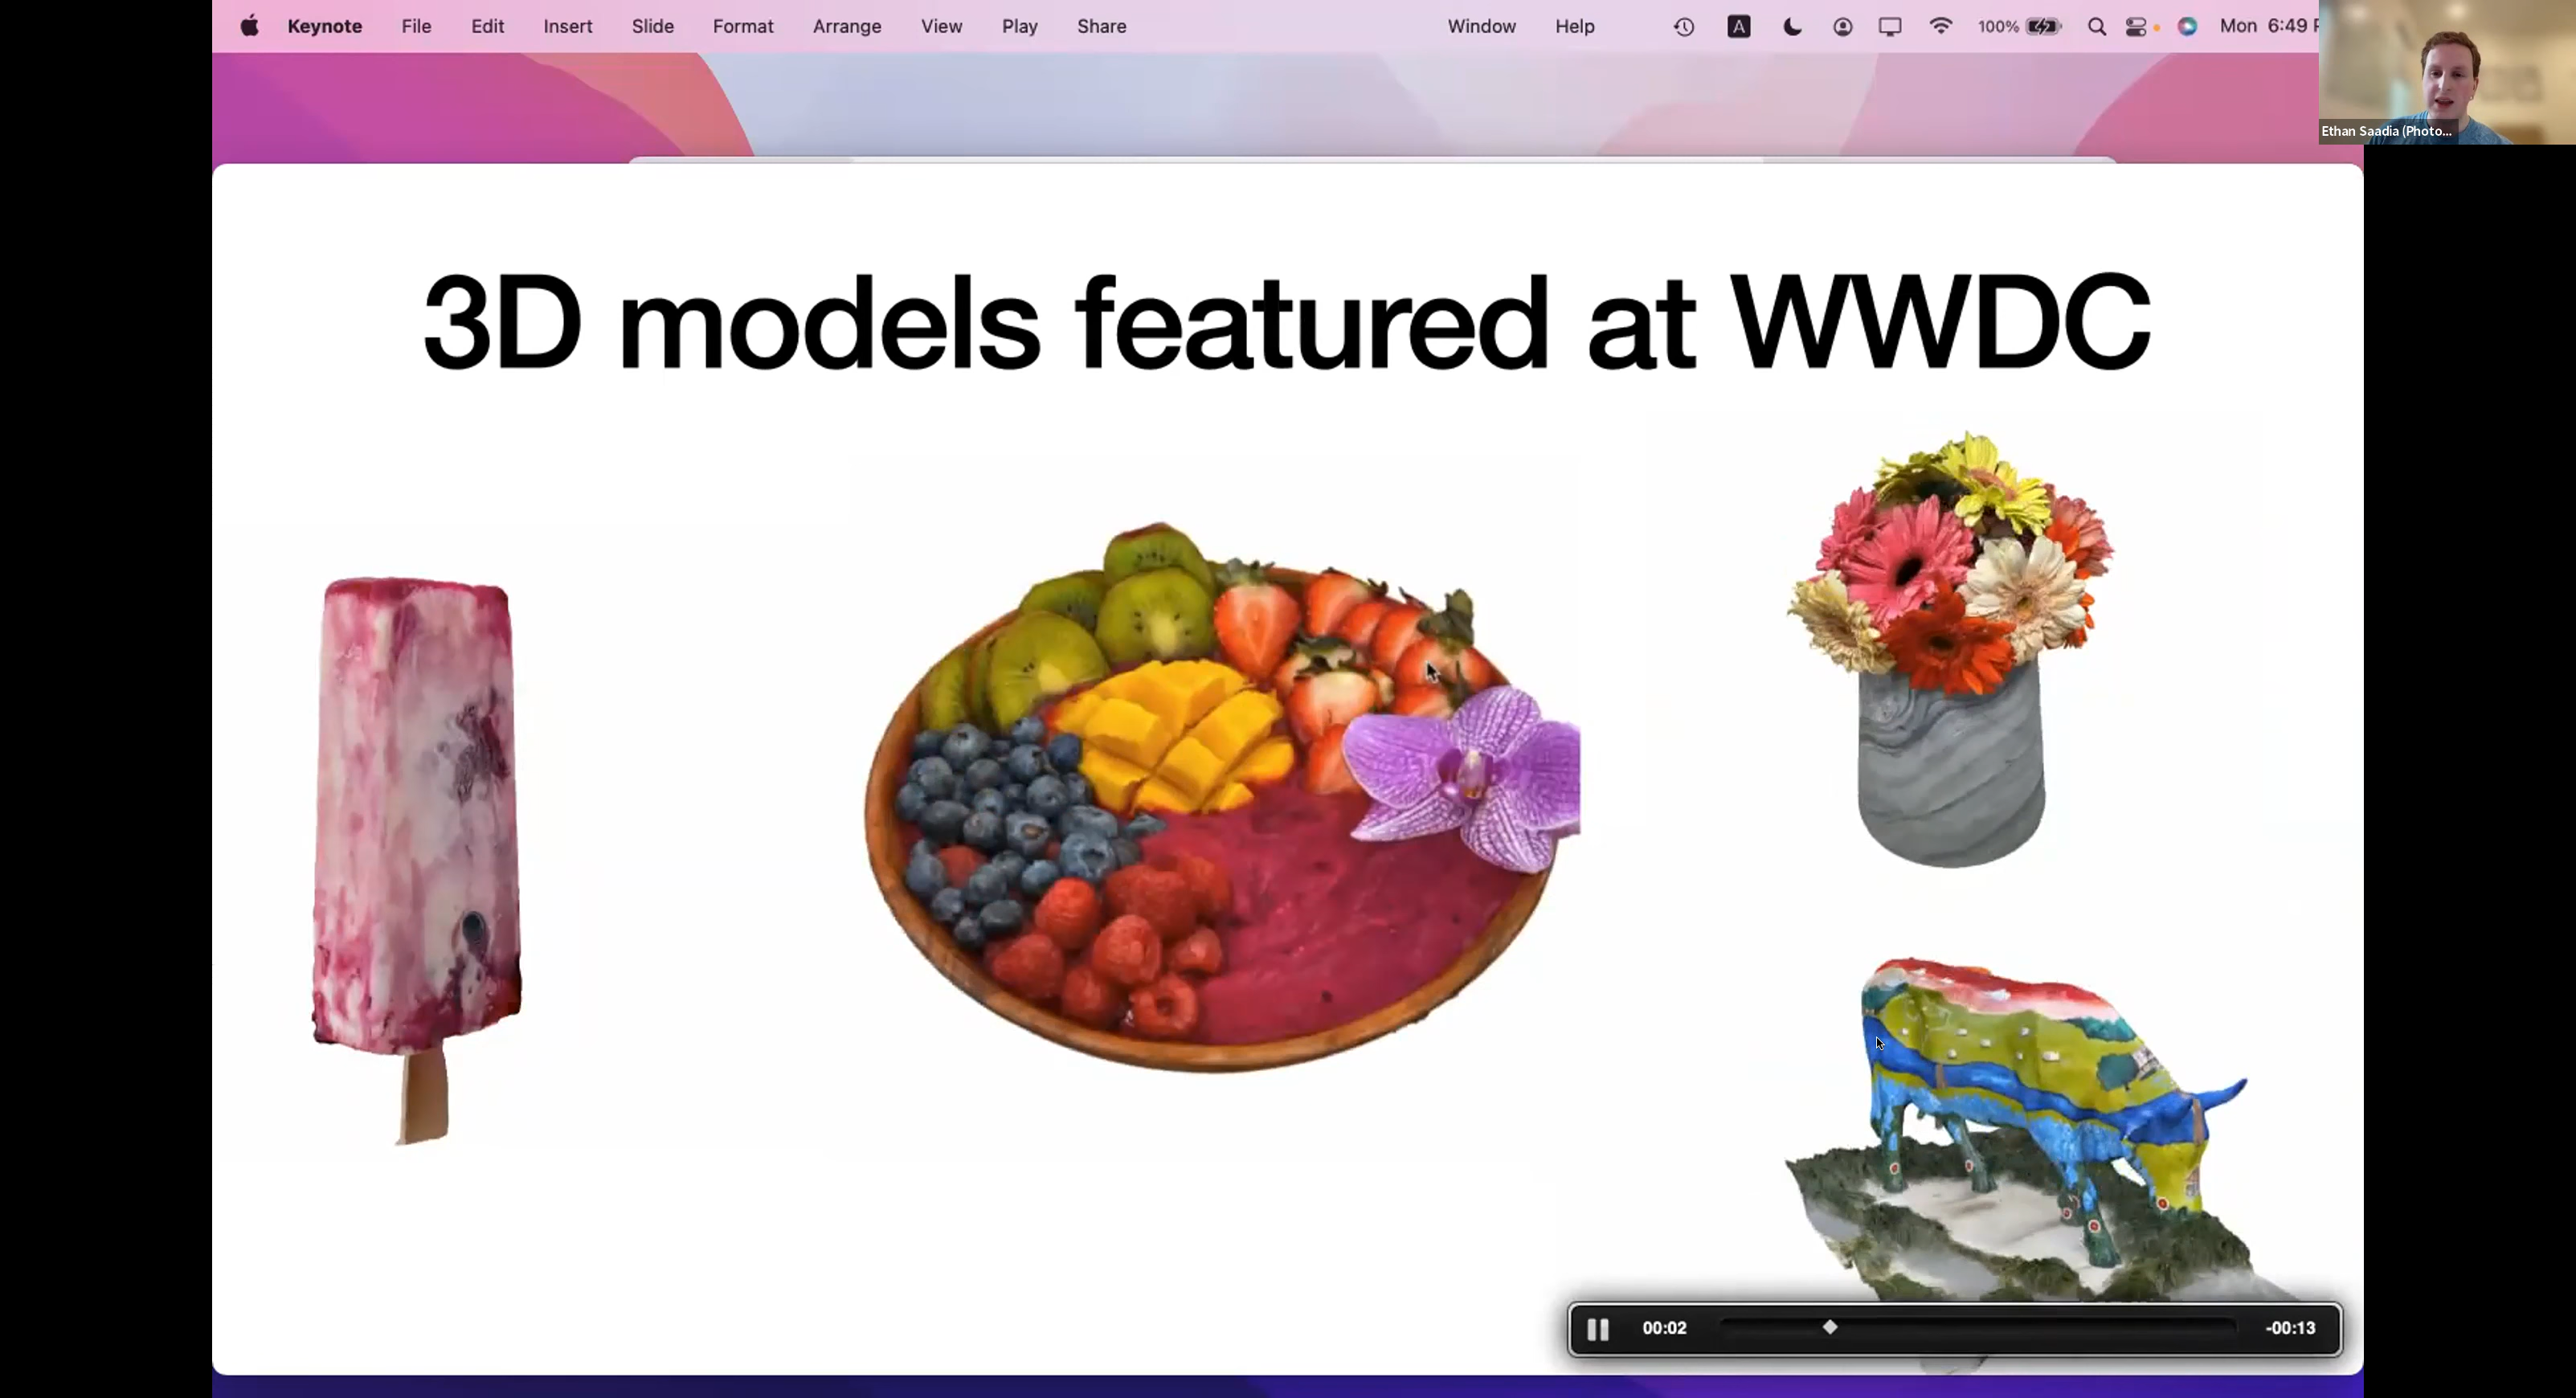 Keynote File Edit Insert Slide Format Arrange View Play Share Window Help A 100% Mon 6:49 P
Ethan Saadia (Photo...
3D models featured at WWDC
00:02 -00:13